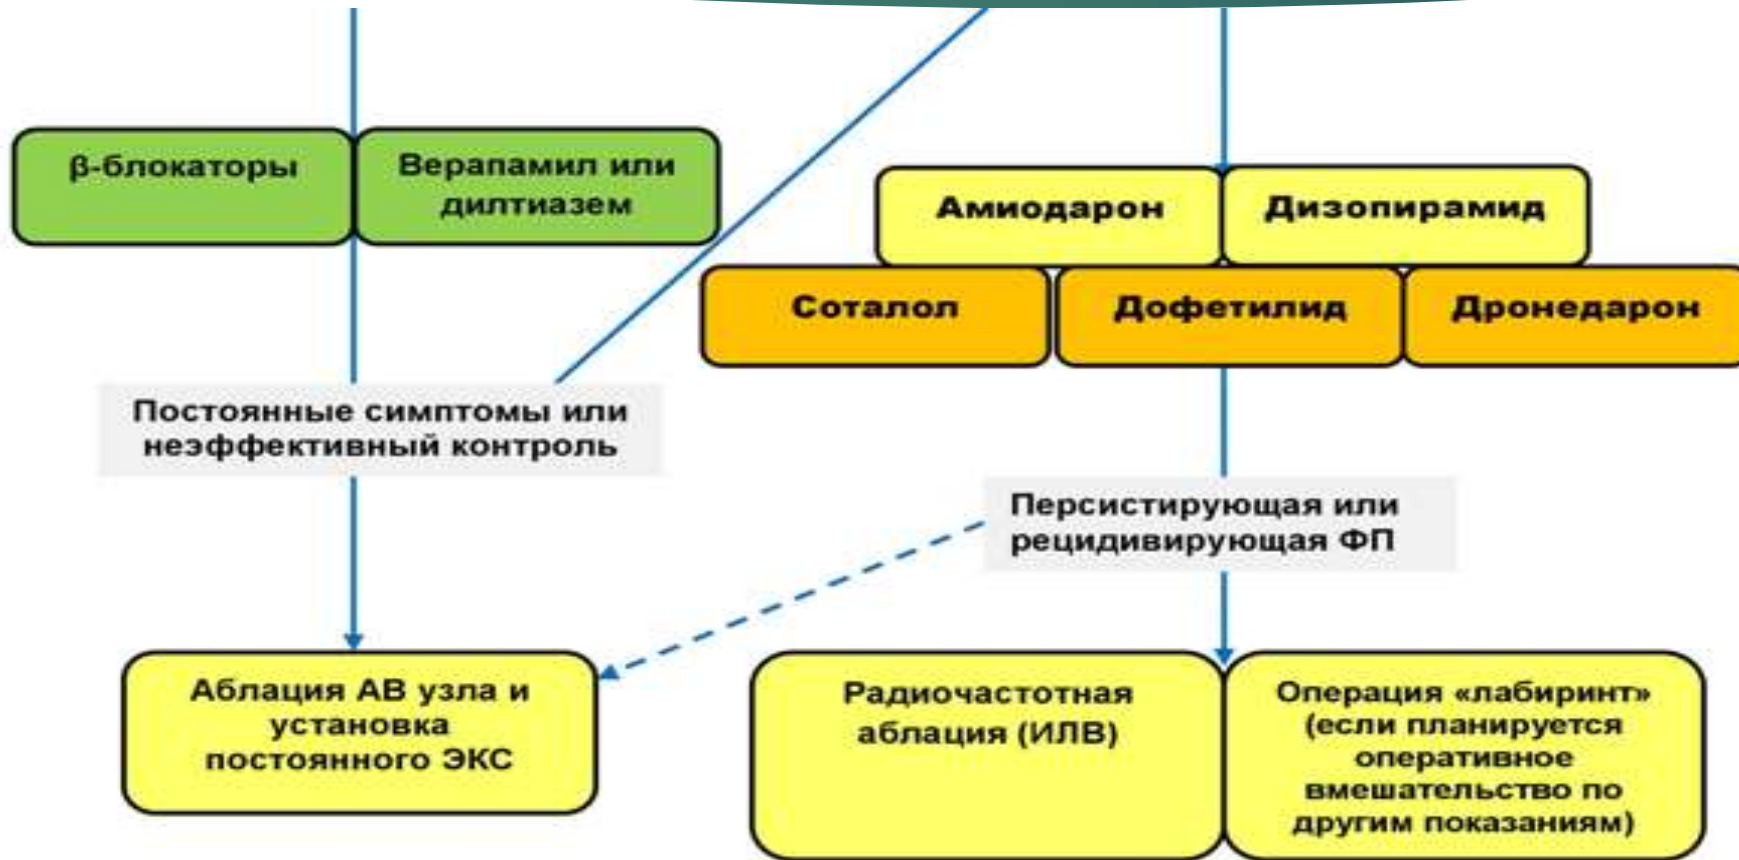 β-блокаторы
Верапамил или
дилтиазем
Амиодарон
Дизопирамид
Соталол
Дофетилид
Дронедарон
Постоянные симптомы или
неэффективный контроль
Персистирующая или
рецидивирующая ФП
Аблация АВ узла и
установка
постоянного ЭКС
Радиочастотная
аблация (ИЛВ)
Операция «лабиринт»
(если планируется
оперативное
вмешательство по
другим показаниям)